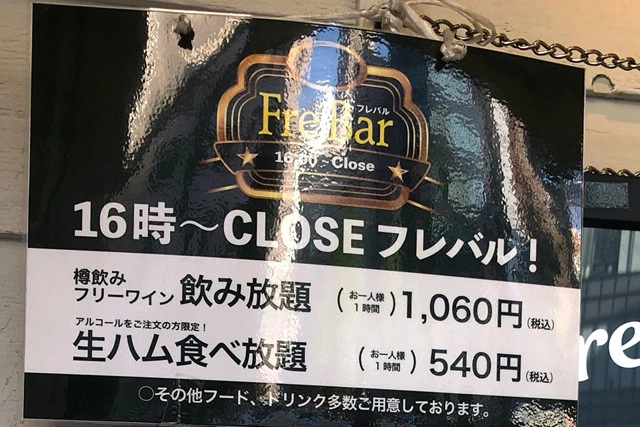 フレバル
Fre Bar
16:00~Close
16時～CLOSE フレバル！
樽飲み
フリーワイン 飲み放題 (お一人様 1時間) 1,060円(税込)
アルコールをご注文の方限定！
生ハム食べ放題 (お一人様 1時間) 540円(税込)
○その他フード、ドリンク多数ご用意しております。
re